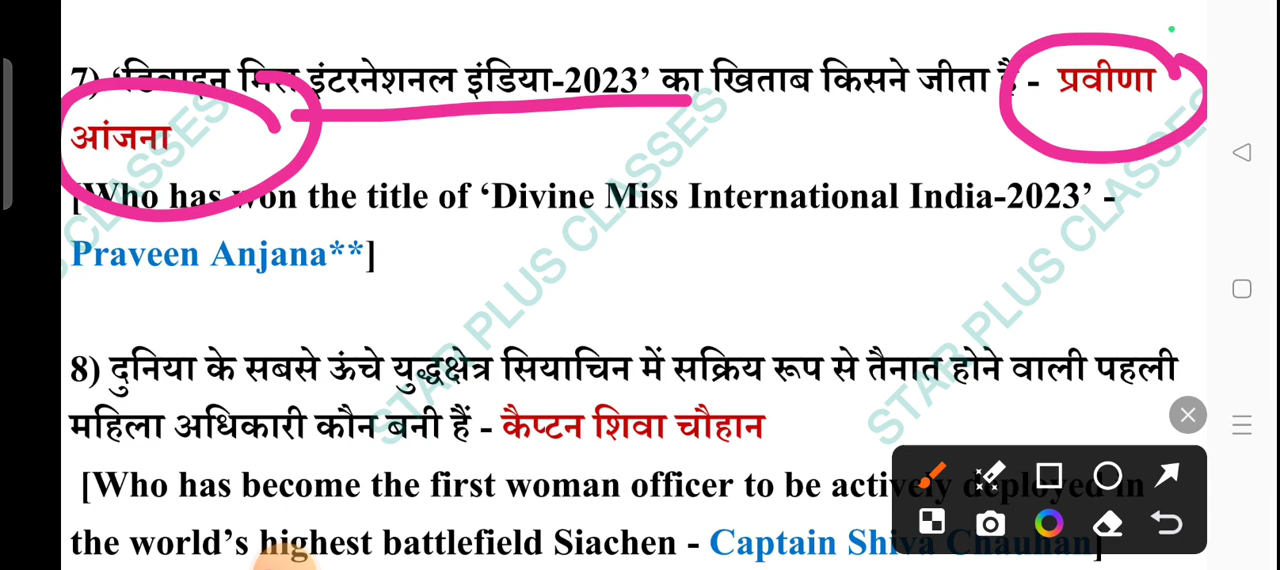 7) ‘डिवाइन मिस इंटरनेशनल इंडिया-2023’ का खिताब किसने जीता है - प्रवीणा
आंजना
[Who has won the title of ‘Divine Miss International India-2023’ -
Praveen Anjana**]
8) दुनिया के सबसे ऊंचे युद्धक्षेत्र सियाचिन में सक्रिय रूप से तैनात होने वाली पहली
महिला अधिकारी कौन बनी हैं - कैप्टन शिवा चौहान
[Who has become the first woman officer to be actively deployed in
the world’s highest battlefield Siachen - Captain Shiva Chauhan]
STAR PLUS CLASSES
STAR PLUS CLASSES
CLASSES